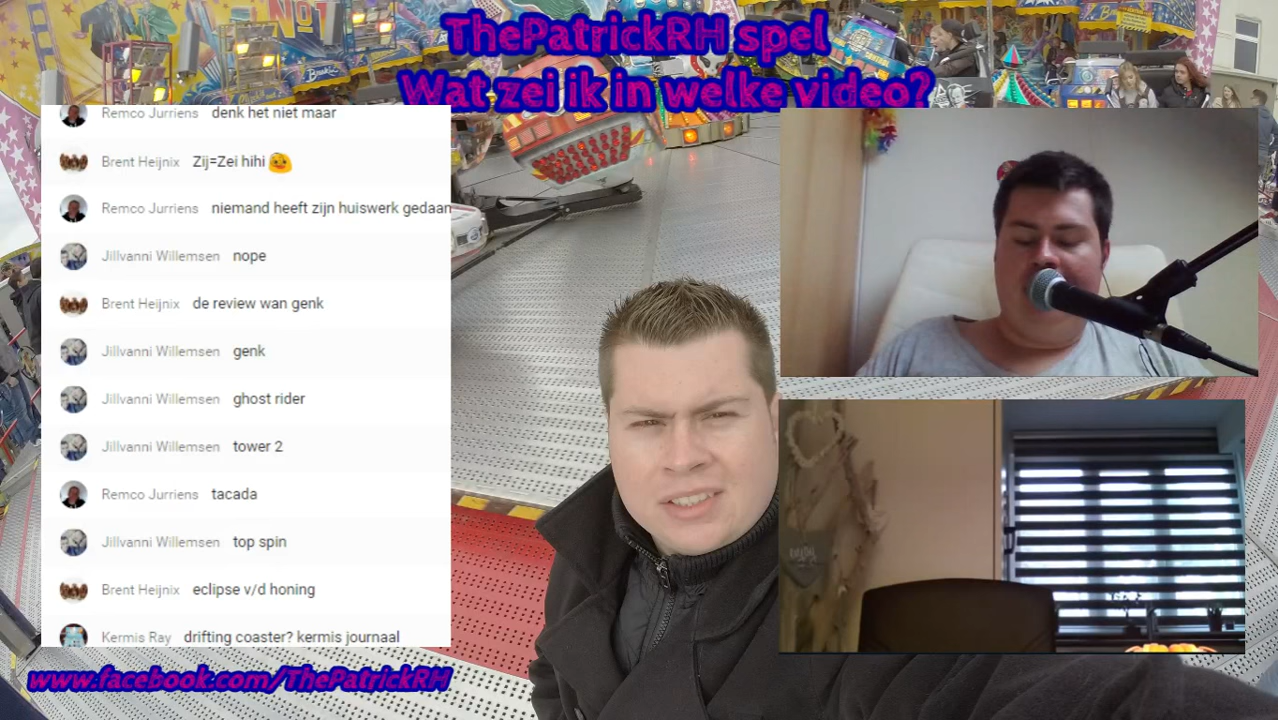 NO1
ThePatrickRH spel
Wat zei ik in welke video?
Remco Jurriens denk het niet maar
Brent Heijnix Zij=Zei hihi
Remco Jurriens niemand heeft zijn huiswerk gedaan
Jillvanni Willemsen nope
Brent Heijnix de review wan genk
Jillvanni Willemsen genk
Jillvanni Willemsen ghost rider
Jillvanni Willemsen tower 2
Remco Jurriens tacada
Jillvanni Willemsen top spin
Brent Heijnix eclipse v/d honing
Kermis Ray drifting coaster? kermis journaal
www.facebook.com/ThePatrickRH